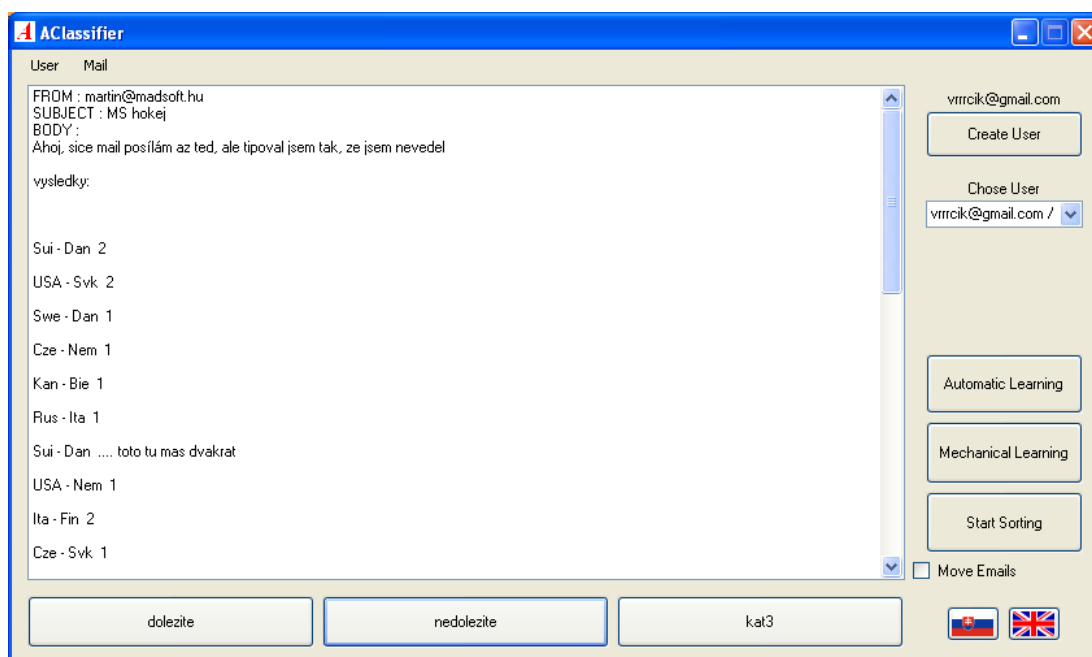 AClassifier
User Mail
FROM : martin@madsoft.hu
SUBJECT : MS hokej
BODY :
Ahoj, sice mail posílám az ted, ale tipoval jsem tak, ze jsem nevedel
vysledky:
Sui - Dan 2
USA - Svk 2
Swe - Dan 1
Cze - Nem 1
Kan - Bie 1
Rus - Ita 1
Sui - Dan .... toto tu mas dvakrat
USA - Nem 1
Ita - Fin 2
Cze - Svk 1
vrrrcik@gmail.com
Create User
Chose User
vrrrcik@gmail.com /
Automatic Learning
Mechanical Learning
Start Sorting
Move Emails
dolezite
nedolezite
kat3